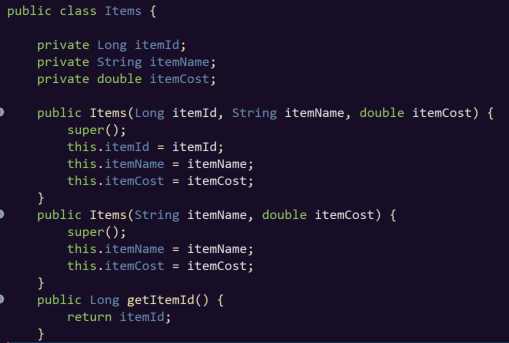 public class Items {
private Long itemId;
private String itemName;
private double itemCost;
public Items(Long itemId, String itemName, double itemCost) {
super();
this.itemId = itemId;
this.itemName = itemName;
this.itemCost = itemCost;
}
public Items(String itemName, double itemCost) {
super();
this.itemName = itemName;
this.itemCost = itemCost;
}
public Long getItemId() {
return itemId;
}